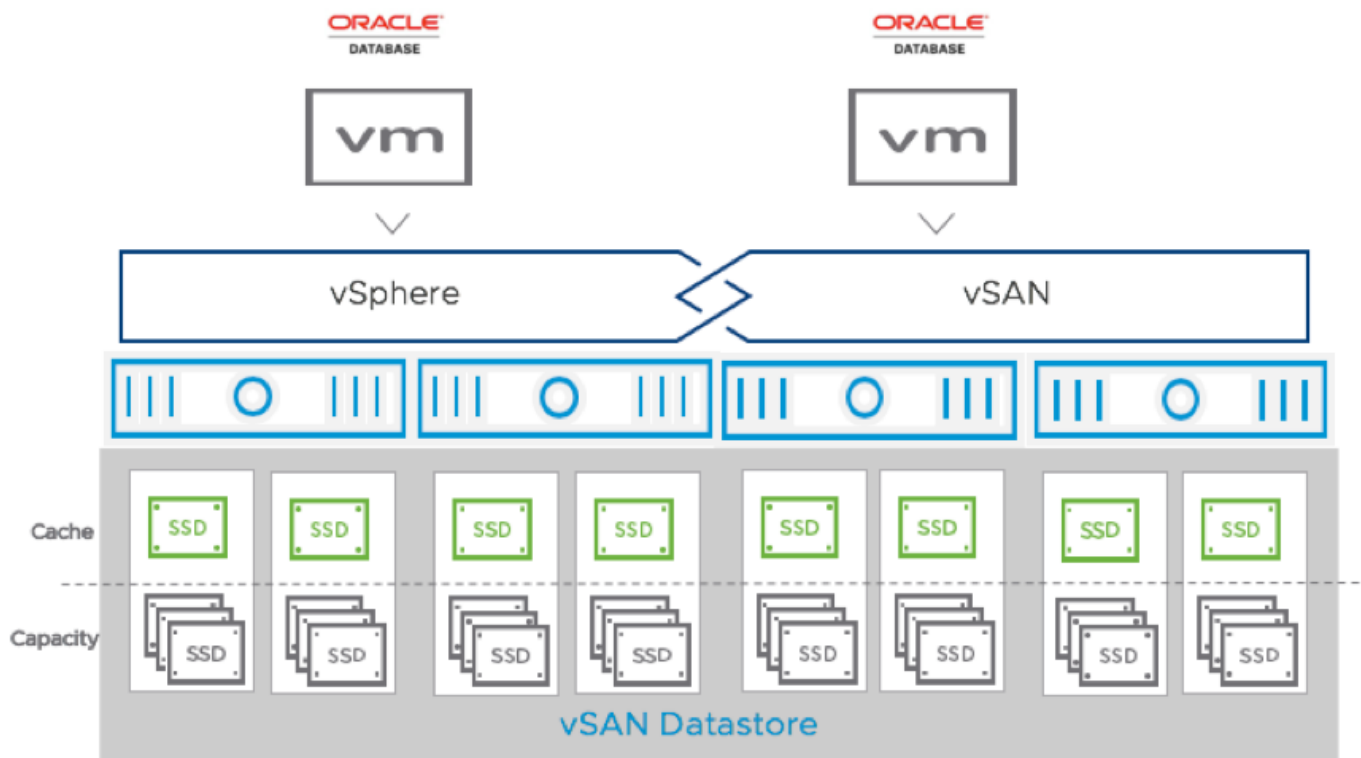 ORACLE
DATABASE
ORACLE
DATABASE
vm
vm
vSphere
vSAN
Cache
SSD
SSD
SSD
SSD
SSD
SSD
SSD
SSD
Capacity
SSD
SSD
SSD
SSD
SSD
SSD
SSD
SSD
vSAN Datastore